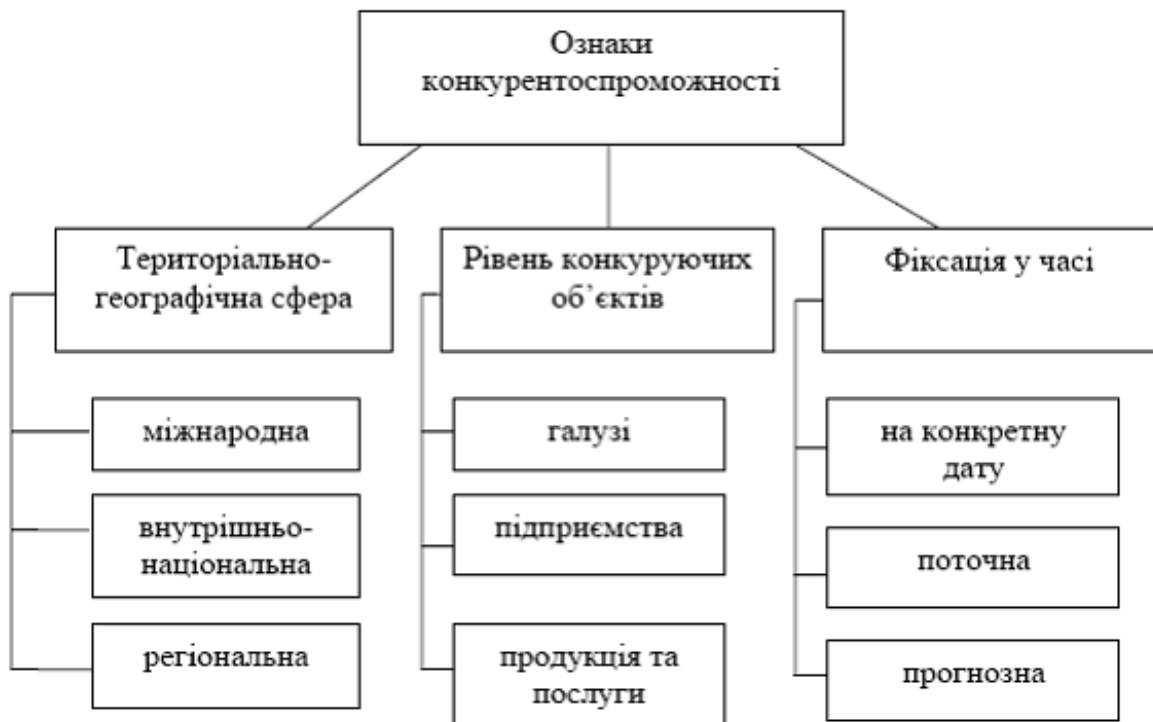 Ознаки
конкурентоспроможності
Територіально-
географічна сфера
міжнародна
внутрішньо-
національна
регіональна
Рівень конкуруючих
об’єктів
галузі
підприємства
продукція та
послуги
Фіксація у часі
на конкретну
дату
поточна
прогнозна